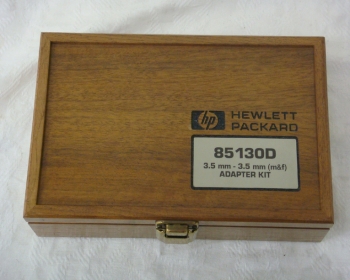 hp HEWLETT
PACKARD
85130D
3.5 mm - 3.5 mm (m&f)
ADAPTER KIT